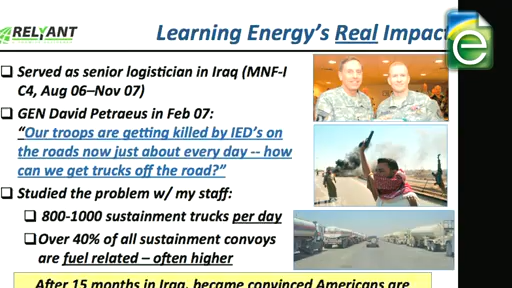 RELYANT
Learning Energy's Real Impact
Served as senior logistician in Iraq (MNF-I
C4, Aug 06–Nov 07)
GEN David Petraeus in Feb 07:
"Our troops are getting killed by IED's on
the roads now just about every day -- how
can we get trucks off the road?"
Studied the problem w/ my staff:
800-1000 sustainment trucks per day
Over 40% of all sustainment convoys
are fuel related – often higher
After 15 months in Iraq, became convinced Americans are